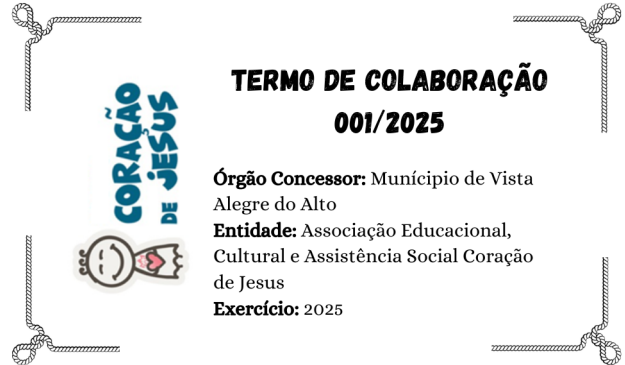 TERMO DE COLABORAÇÃO
001/2025
CORAÇÃO
DE JESUS
Órgão Concessor: Munícipio de Vista
Alegre do Alto
Entidade: Associação Educacional,
Cultural e Assistência Social Coração
de Jesus
Exercício: 2025